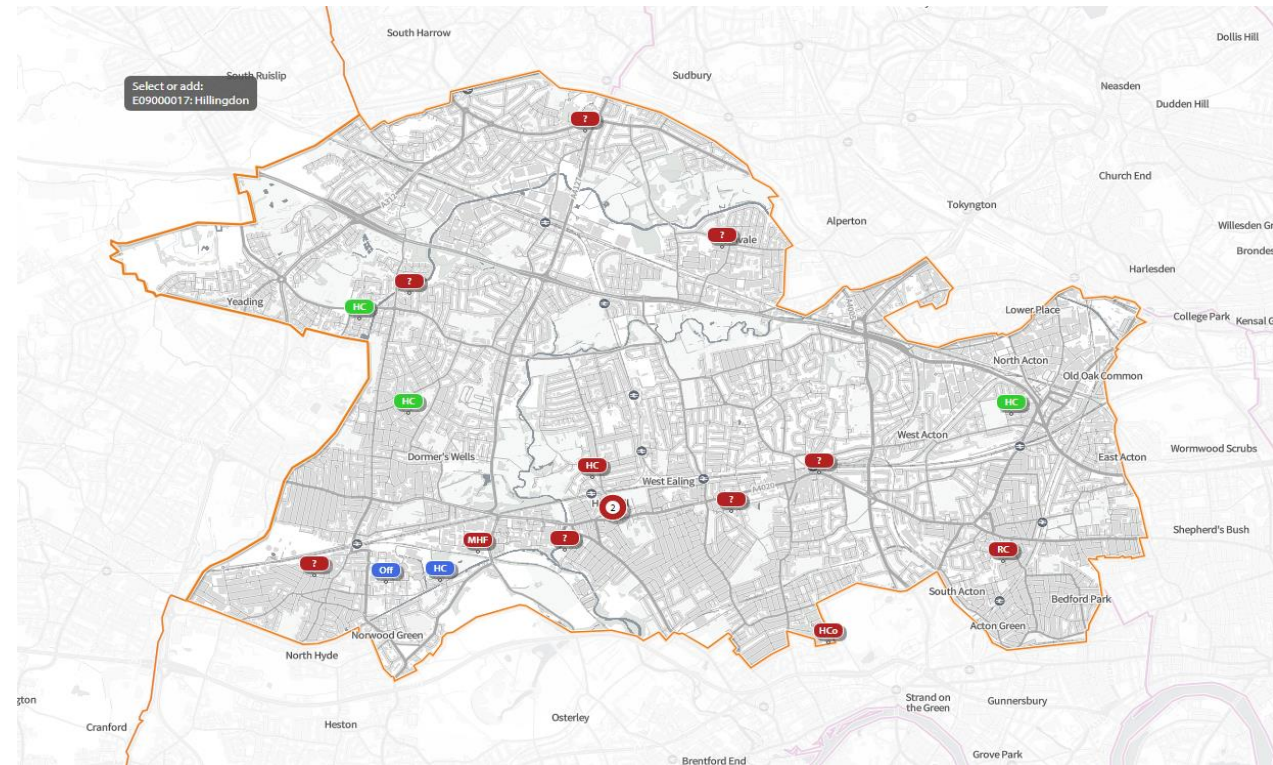 South Harrow
Dollis Hill
South Ruislip
Select or add:
E09000017: Hillingdon
Sudbury
Neasden
Dudden Hill
?
Church End
Tokyngton
Alperton
Willesden
?
Brondes
Harlesden
?
Yeading
HC
Lower Place
College Park
Kensal
North Acton
Old Oak Common
HC
HC
West Acton
Wormwood Scrubs
Dormer's Wells
East Acton
HC
?
West Ealing
A4020
?
2
Shepherd's Bush
MHF
?
RC
?
Off
HC
South Acton
Bedford Park
Norwood Green
Acton Green
HCo
North Hyde
Strand on
the Green
Gunnersbury
Cranford
Heston
Osterley
Grove Park
Brentford End